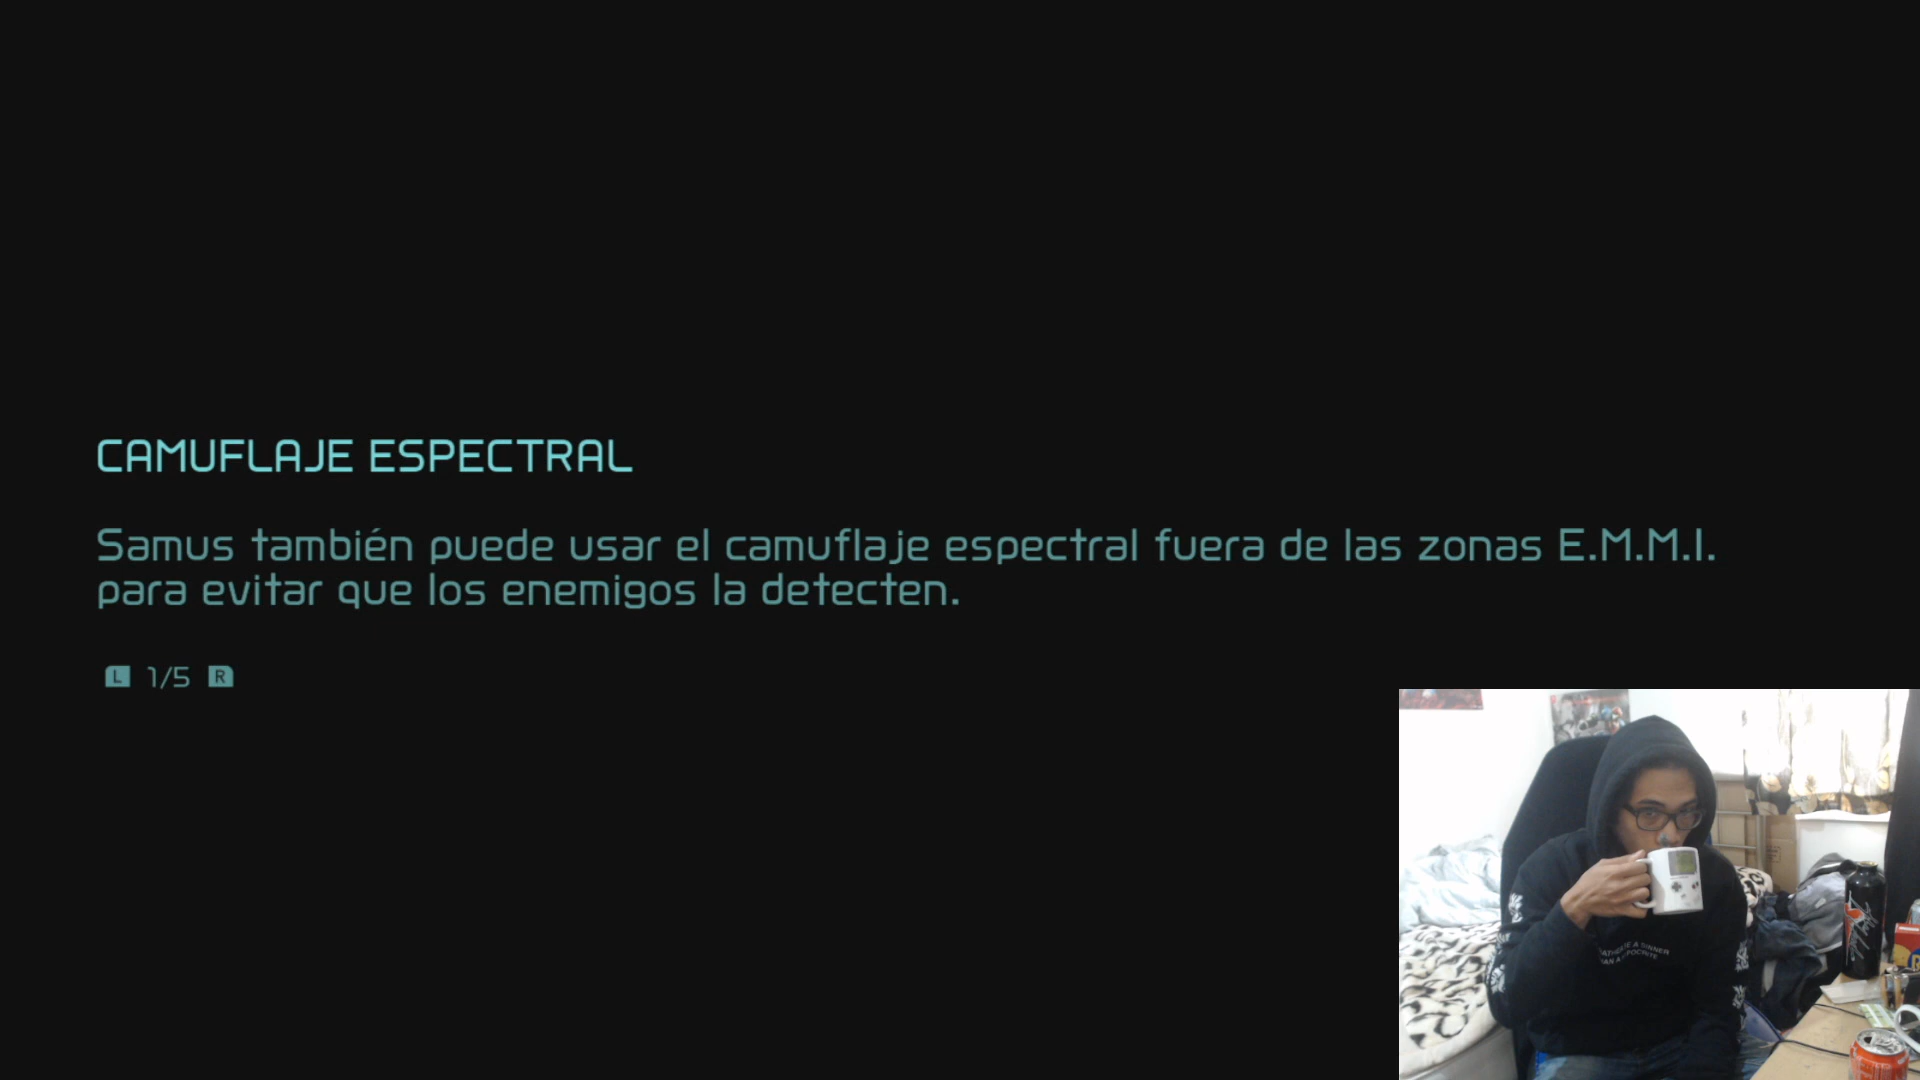 CAMUFLAJE ESPECTRAL
Samus también puede usar el camuflaje espectral fuera de las zonas E.M.M.I.
para evitar que los enemigos la detecten.
L 1/5 R
A SINNER